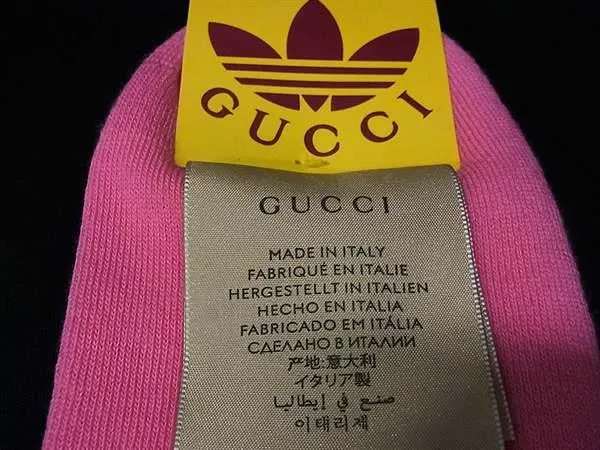 GUCCI
GUCCI
MADE IN ITALY
FABRIQUÉ EN ITALIE
HERGESTELLT IN ITALIEN
HECHO EN ITALIA
FABRICADO EM ITÁLIA
СДЕЛАНО В ИТАЛИИ
产地:意大利
イタリア製
صنع في إيطاليا
이태리제